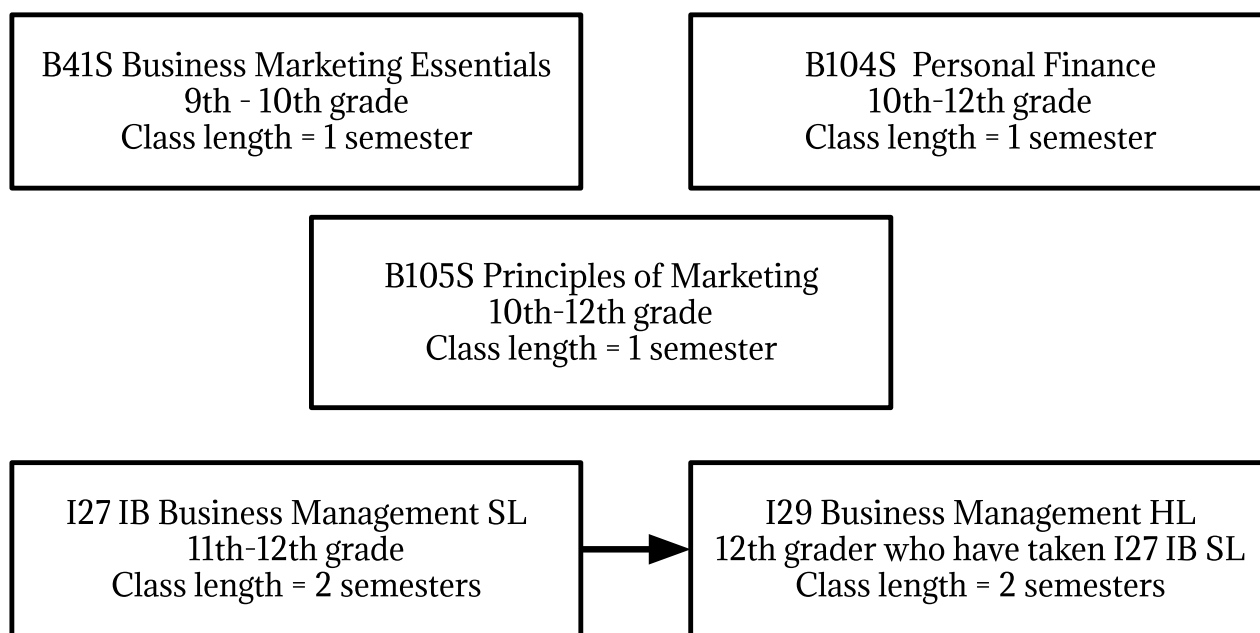 B41S Business Marketing Essentials
9th - 10th grade
Class length = 1 semester
B104S  Personal Finance
10th-12th grade
Class length = 1 semester
B105S Principles of Marketing
10th-12th grade
Class length = 1 semester
I27 IB Business Management SL
11th-12th grade
Class length = 2 semesters
I29 Business Management HL
12th grader who have taken I27 IB SL
Class length = 2 semesters